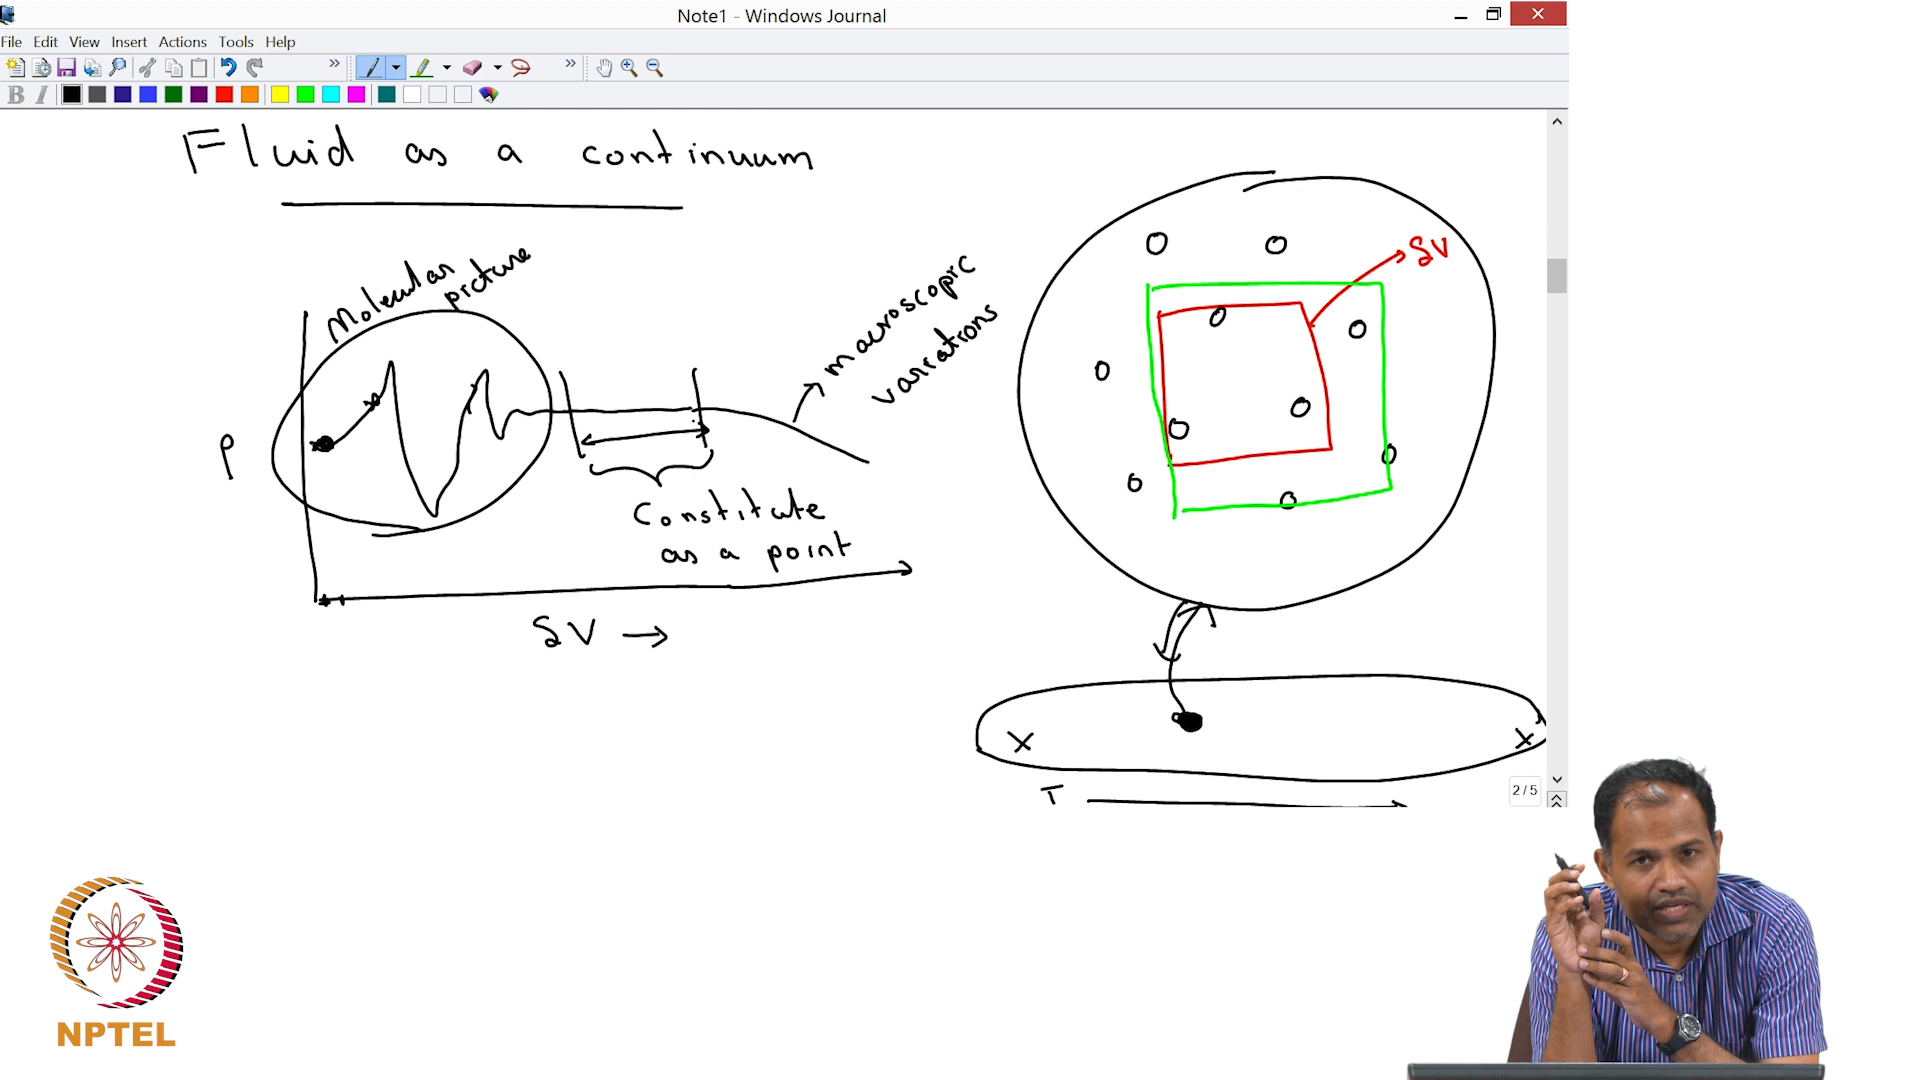 Note1 - Windows Journal
File Edit View Insert Actions Tools Help
B I
Fluid as a continuum
Molecular
picture
macroscopic
variations
δV
ρ
Constitute
as a point
δV →
x x
T
2 / 5
NPTEL